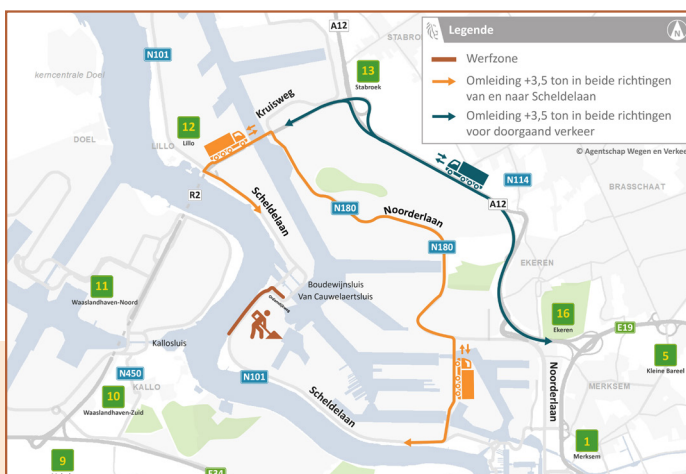 A12
STABROEK
N101
kerncentrale Doel
13
Stabroek
Kruisweg
Legende
N
Werfzone
Omleiding +3,5 ton in beide richtingen
van en naar Scheldelaan
Omleiding +3,5 ton in beide richtingen
voor doorgaand verkeer
© Agentschap Wegen en Verkeer
DOEL
12
Lillo
LILLO
R2
Scheldelaan
N180
Noorderlaan
N114
BRASSCHAAT
A12
N180
EKEREN
11
Waaslandhaven-Noord
Boudewijnsluis
Van Cauwelaertsluis
16
Ekeren
E19
Kallosluis
5
Kleine Bareel
N450
KALLO
N101
10
Waaslandhaven-Zuid
Scheldelaan
Noorderlaan
MERKSEM
9
E34
1
Merksem